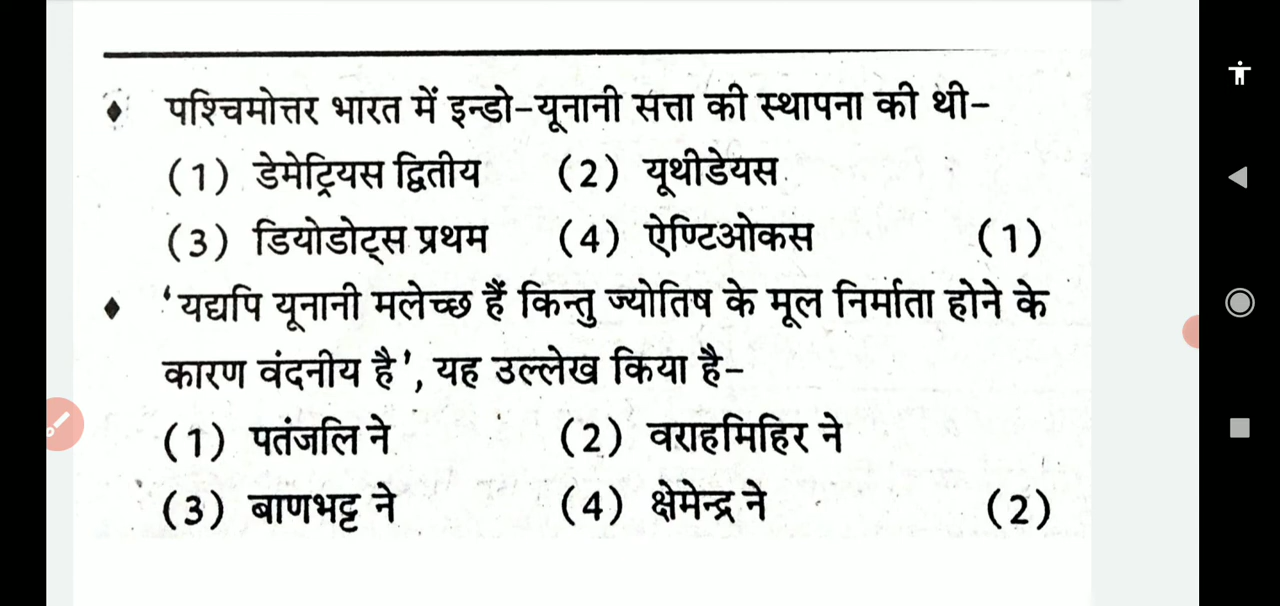 ♦ पश्चिमोत्तर भारत में इन्डो-यूनानी सत्ता की स्थापना की थी-
(1) डेमेट्रियस द्वितीय (2) यूथीडेयस
(3) डियोडोट्स प्रथम (4) ऐण्टिओकस (1)
♦ 'यद्यपि यूनानी मलेच्छ हैं किन्तु ज्योतिष के मूल निर्माता होने के
कारण वंदनीय है', यह उल्लेख किया है-
(1) पतंजलि ने (2) वराहमिहिर ने
(3) बाणभट्ट ने (4) क्षेमेन्द्र ने (2)